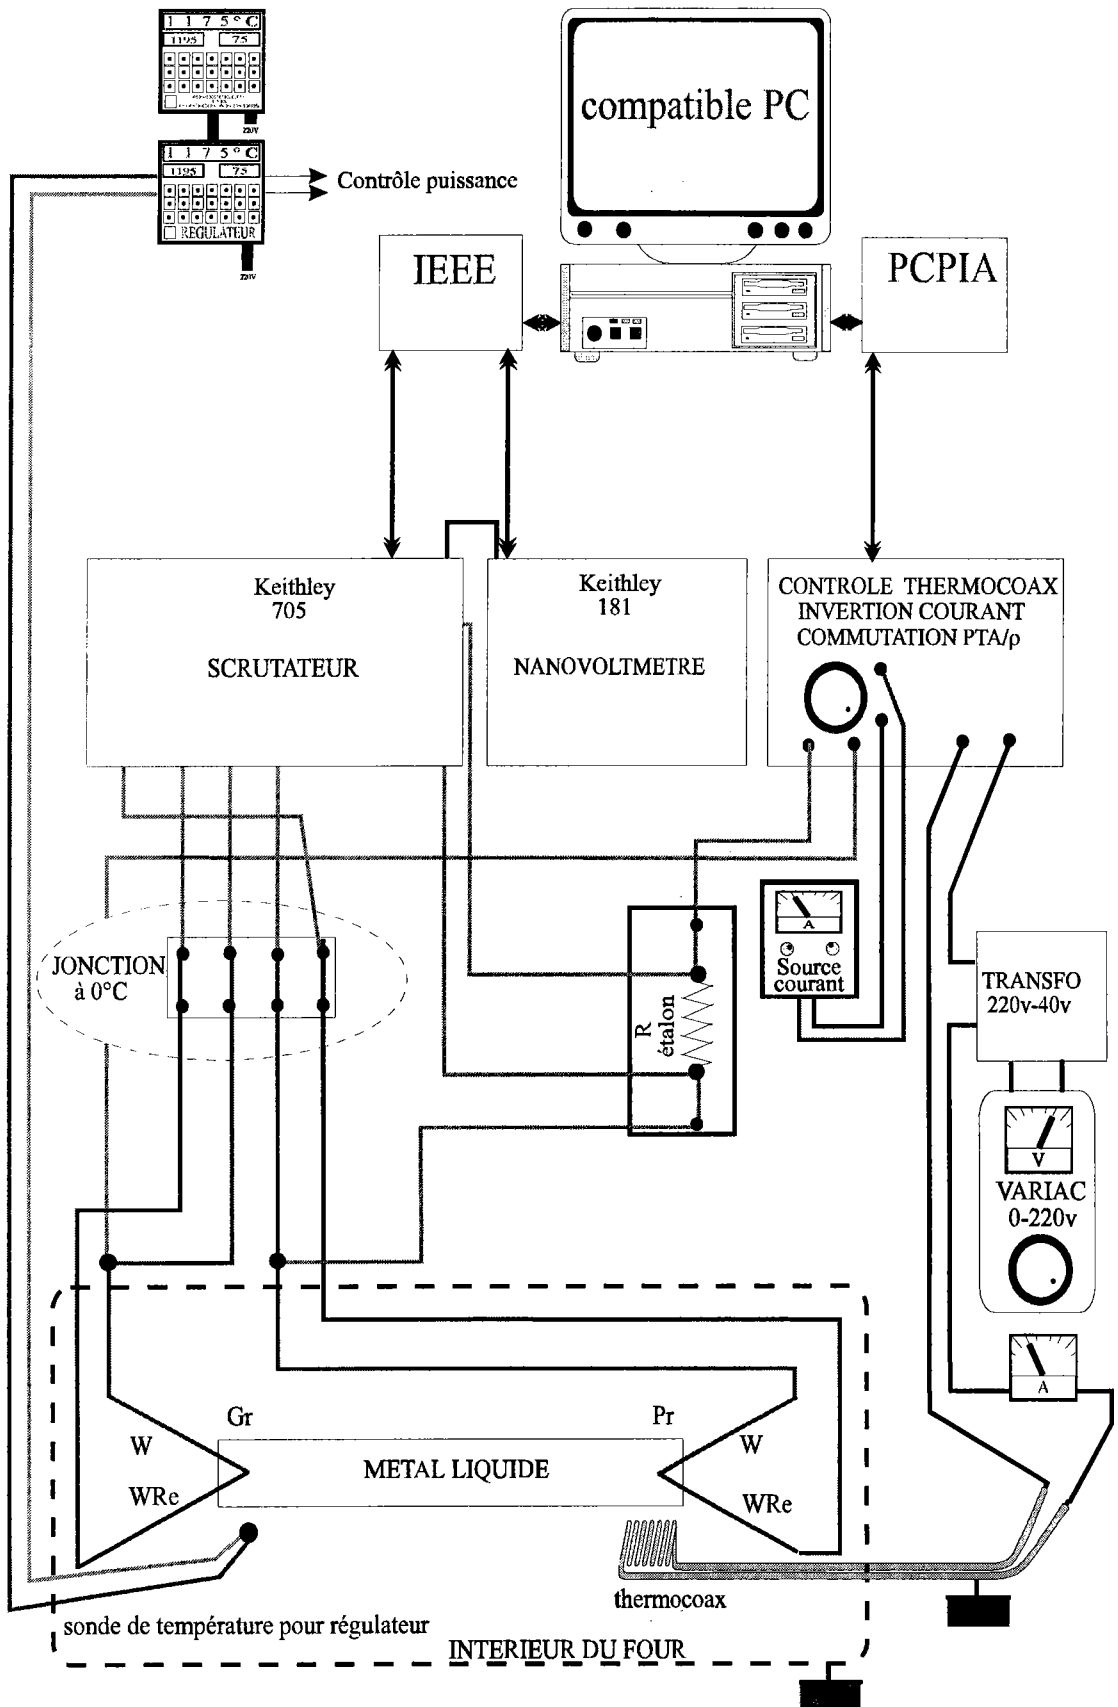 1 1 7 5 ° C
1195 75
220V
1 1 7 5 ° C
1195 75
REGULATEUR
220V
Contrôle puissance
compatible PC
IEEE
PCPIA
Keithley
705
SCRUTATEUR
Keithley
181
NANOVOLTMETRE
CONTROLE THERMOCOAX
INVERTION COURANT
COMMUTATION PTA/ρ
JONCTION
à 0°C
R
étalon
A
Source
courant
TRANSFO
220v-40v
V
VARIAC
0-220v
A
Gr
Pr
W
WRe
METAL LIQUIDE
W
WRe
thermocoax
sonde de température pour régulateur
INTERIEUR DU FOUR